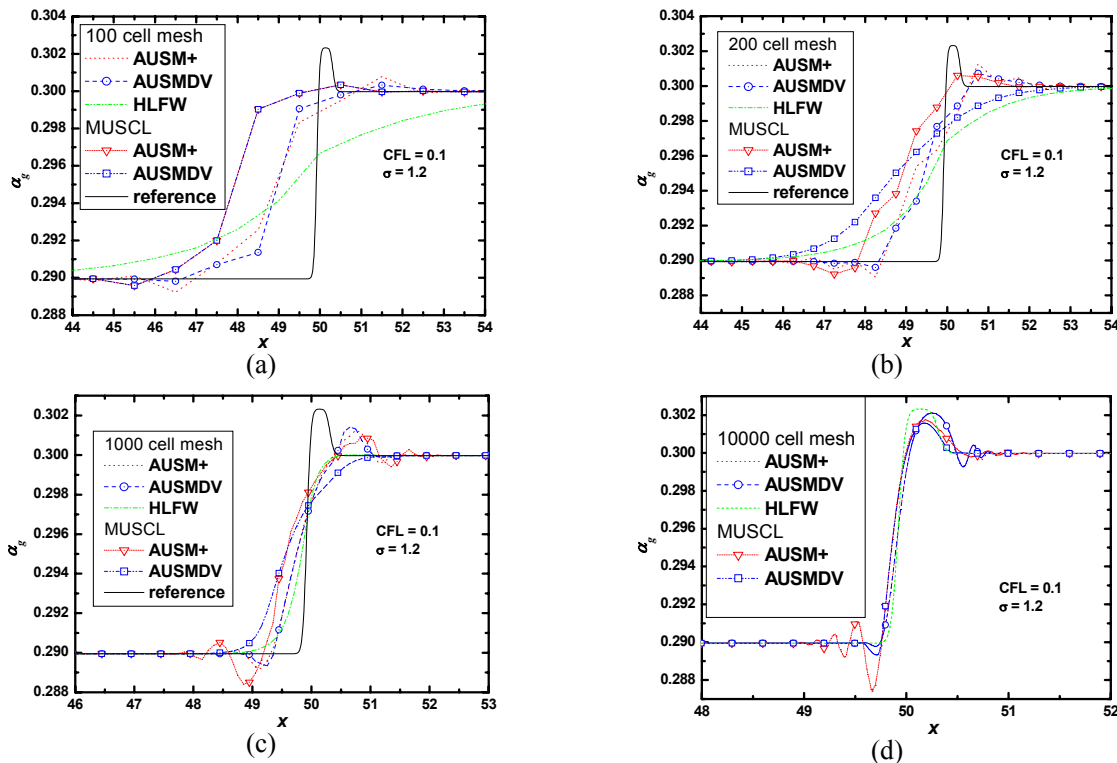 0.304
0.302
0.300
0.298
0.296
0.294
0.292
0.290
0.288
αg
100 cell mesh
AUSM+
AUSMDV
HLFW
MUSCL
AUSM+
AUSMDV
reference
CFL = 0.1
σ = 1.2
44 45 46 47 48 49 50 51 52 53 54
x
(a)
0.304
0.302
0.300
0.298
0.296
0.294
0.292
0.290
0.288
αg
200 cell mesh
AUSM+
AUSMDV
HLFW
MUSCL
AUSM+
AUSMDV
reference
CFL = 0.1
σ = 1.2
44 45 46 47 48 49 50 51 52 53 54
x
(b)
0.302
0.300
0.298
0.296
0.294
0.292
0.290
0.288
αg
1000 cell mesh
AUSM+
AUSMDV
HLFW
MUSCL
AUSM+
AUSMDV
reference
CFL = 0.1
σ = 1.2
46 47 48 49 50 51 52 53
x
(c)
0.302
0.300
0.298
0.296
0.294
0.292
0.290
0.288
αg
10000 cell mesh
AUSM+
AUSMDV
HLFW
MUSCL
AUSM+
AUSMDV
CFL = 0.1
σ = 1.2
48 49 50 51 52
x
(d)